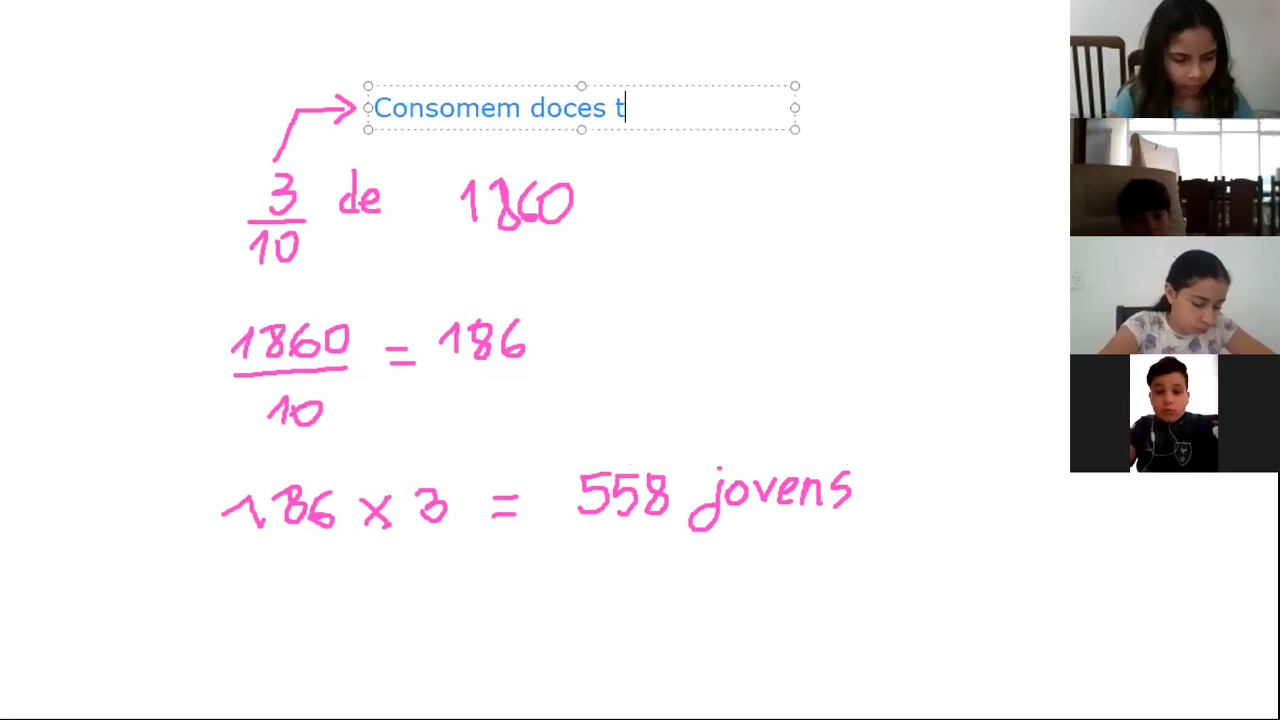 Consomem doces t
3/10 de 1860
1860/10 = 186
186 x 3 = 558 jovens